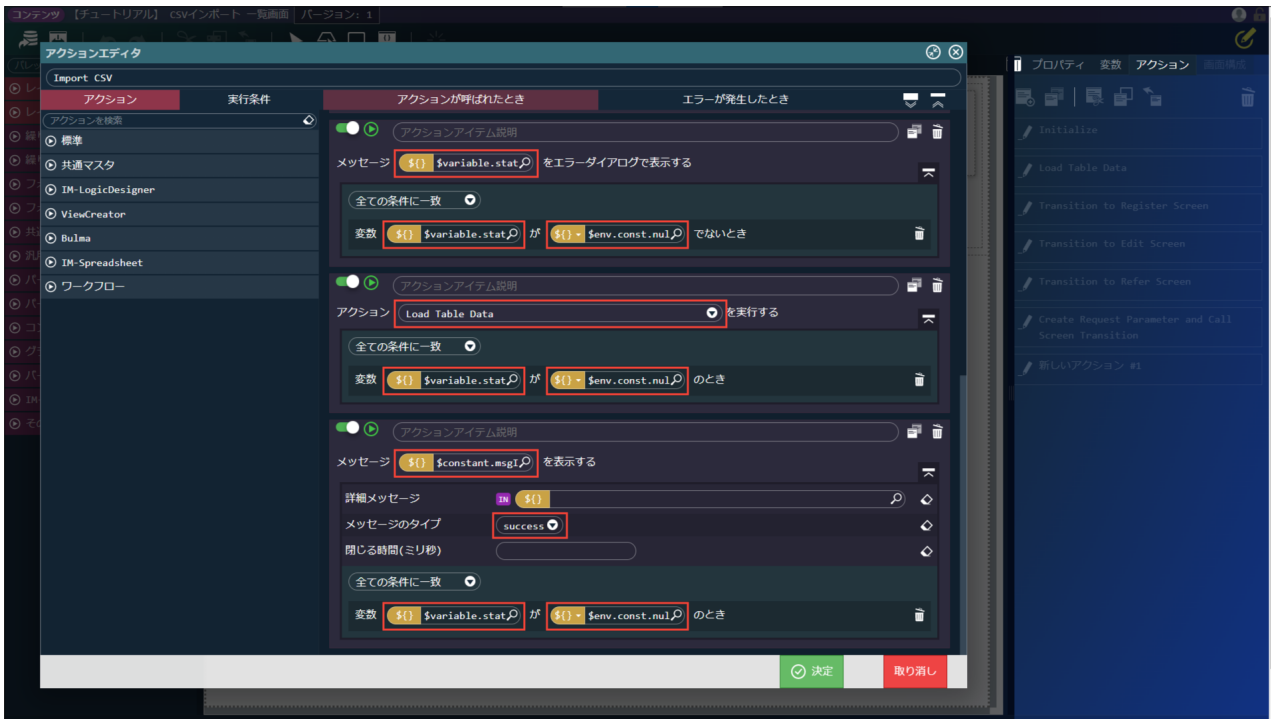 コンテンツ 【チュートリアル】 CSVインポート 一覧画面 バージョン: 1
アクションエディタ
Import CSV
アクション 実行条件 アクションが呼ばれたとき エラーが発生したとき
アクションを検索
標準
共通マスタ
IM-LogicDesigner
ViewCreator
Bulma
IM-Spreadsheet
ワークフロー
アクションアイテム説明
メッセージ ${} $variable.stat をエラーダイアログで表示する
全ての条件に一致
変数 ${} $variable.stat が ${} $env.const.nul でないとき
アクションアイテム説明
アクション Load Table Data を実行する
全ての条件に一致
変数 ${} $variable.stat が ${} $env.const.nul のとき
アクションアイテム説明
メッセージ ${} $constant.msgI を表示する
詳細メッセージ IN ${}
メッセージのタイプ success
閉じる時間(ミリ秒)
全ての条件に一致
変数 ${} $variable.stat が ${} $env.const.nul のとき
決定 取り消し
プロパティ 変数 アクション 画面構成
Initialize
Load Table Data
Transition to Register Screen
Transition to Edit Screen
Transition to Refer Screen
Create Request Parameter and Call
Screen Transition
新しいアクション #1